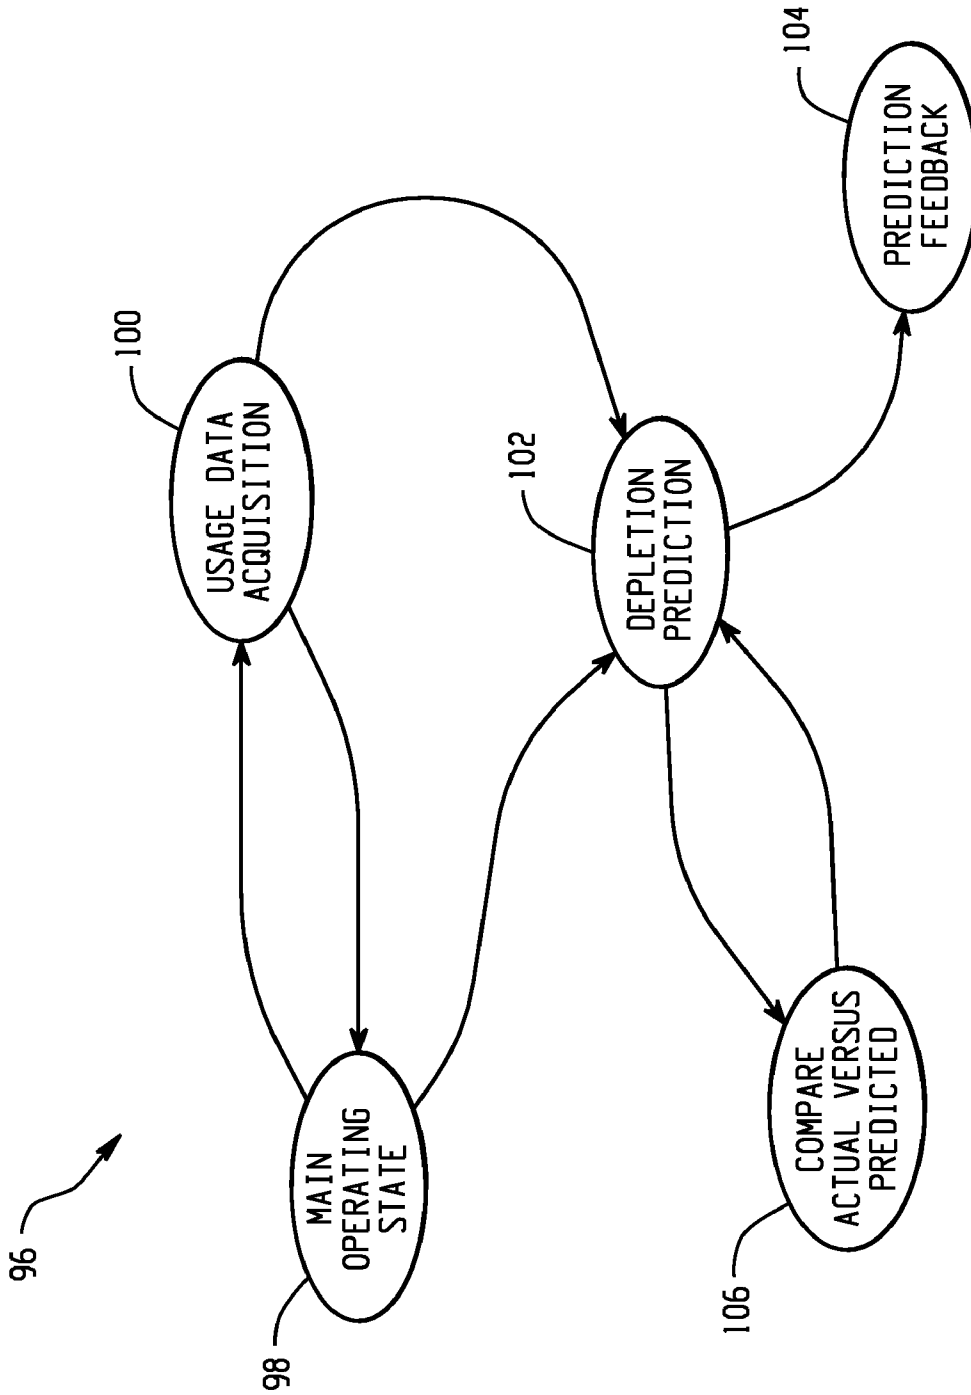 96
98
MAIN
OPERATING
STATE
100
USAGE DATA
ACQUISITION
102
DEPLETION
PREDICTION
104
PREDICTION
FEEDBACK
106
COMPARE
ACTUAL VERSUS
PREDICTED